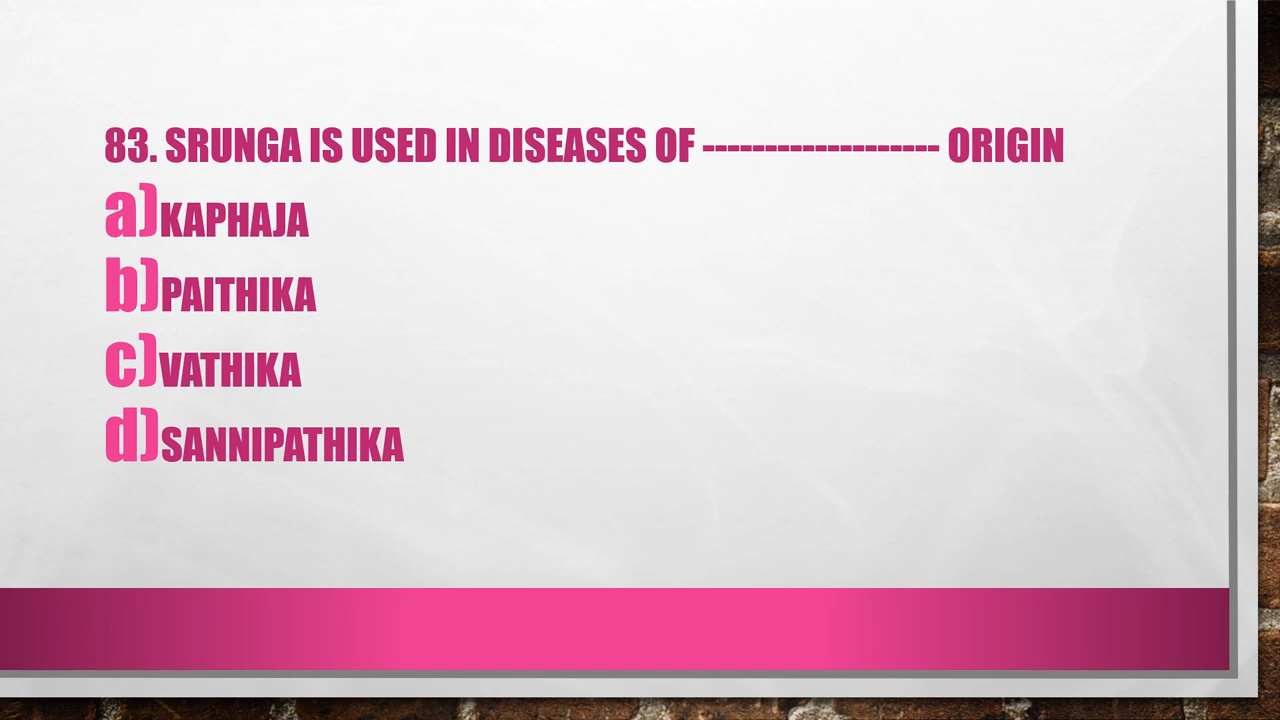 83. SRUNGA IS USED IN DISEASES OF ------------------- ORIGIN
a)KAPHAJA
b)PAITHIKA
c)VATHIKA
d)SANNIPATHIKA